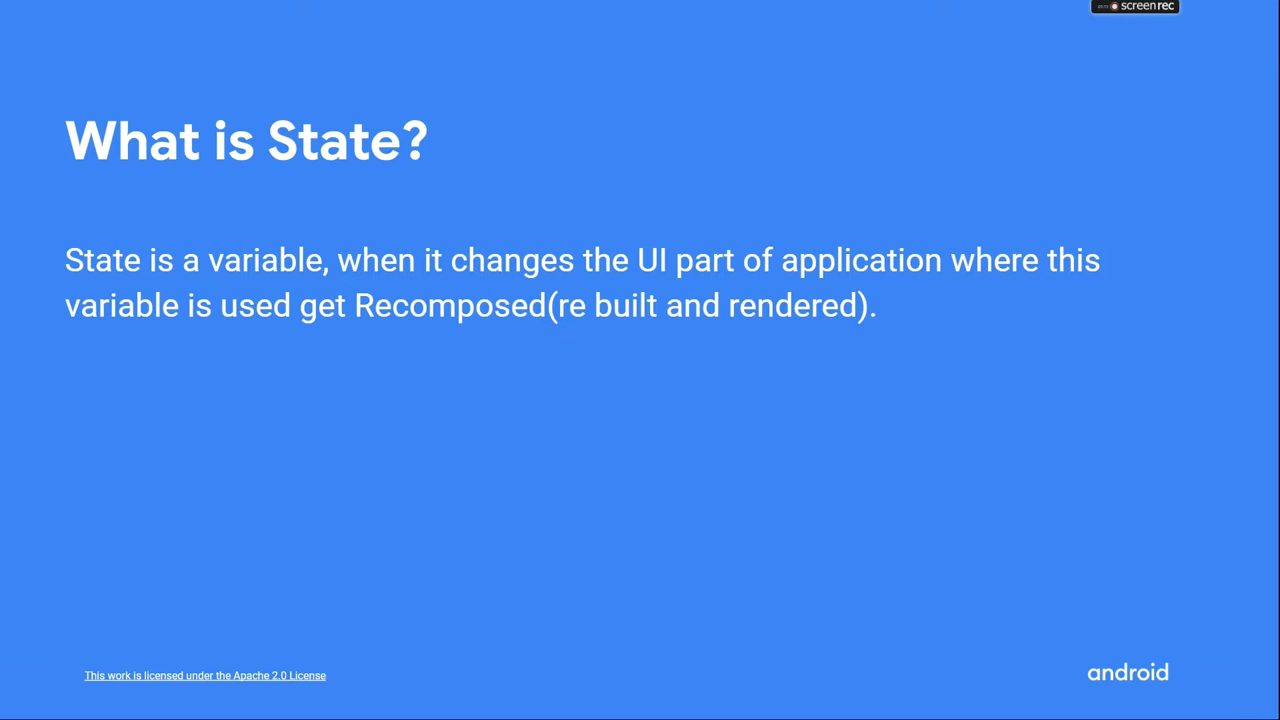 screenrec
What is State?
State is a variable, when it changes the UI part of application where this
variable is used get Recomposed(re built and rendered).
This work is licensed under the Apache 2.0 License
android